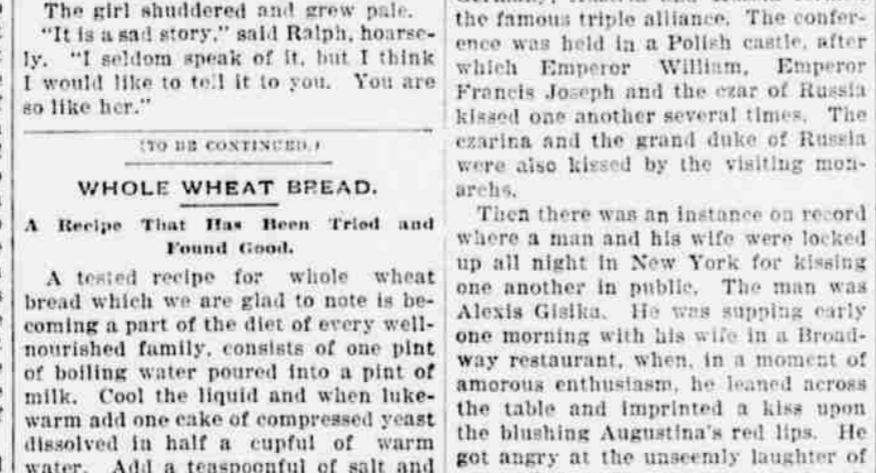 The girl shuddered and grew pale.
"It is a sad story," said Ralph, hoarse-
ly. "I seldom speak of it, but I think
I would like to tell it to you. You are
so like her."
(TO BE CONTINUED.)
WHOLE WHEAT BREAD.
A Recipe That Has Been Tried and
Found Good.
A tested recipe for whole wheat
bread which we are glad to note is be-
coming a part of the diet of every well-
nourished family, consists of one pint
of boiling water poured into a pint of
milk. Cool the liquid and when luke-
warm add one cake of compressed yeast
dissolved in half a cupful of warm
water. Add a teaspoonful of salt and
the famous triple alliance. The confer-
ence was held in a Polish castle, after
which Emperor William, Emperor
Francis Joseph and the czar of Russia
kissed one another several times. The
czarina and the grand duke of Russia
were also kissed by the visiting mon-
archs.
Then there was an instance on record
where a man and his wife were locked
up all night in New York for kissing
one another in public. The man was
Alexis Gisika. He was supping early
one morning with his wife in a Broad-
way restaurant, when, in a moment of
amorous enthusiasm, he leaned across
the table and imprinted a kiss upon
the blushing Augustina's red lips. He
got angry at the unseemly laughter of